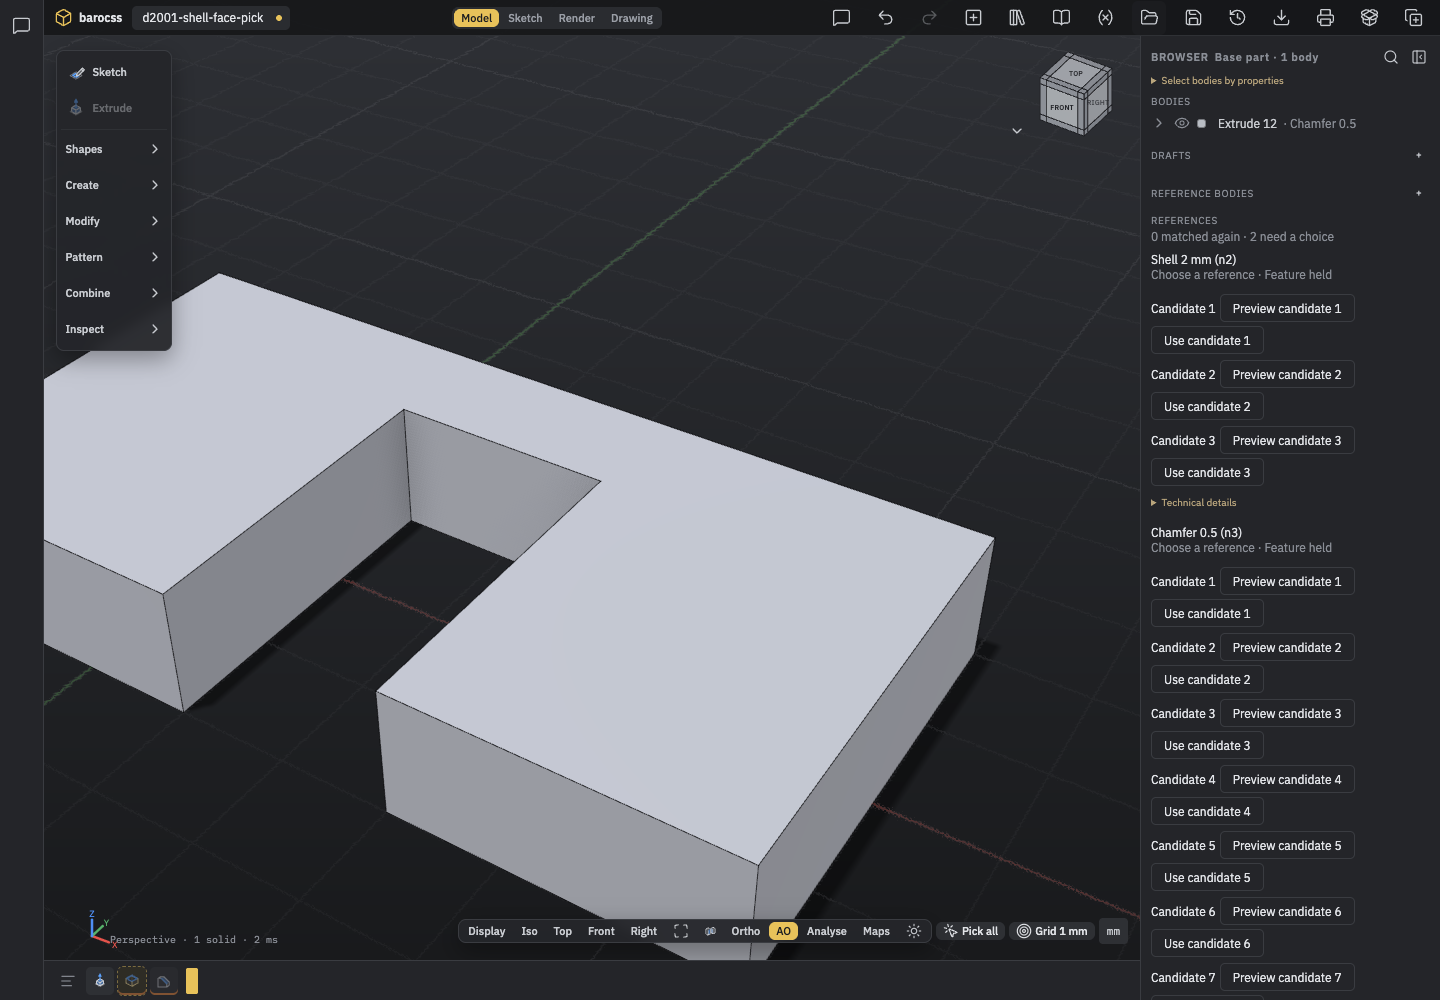 barocss
d2001-shell-face-pick
Model
Sketch
Render
Drawing
Sketch
Extrude
Shapes
Create
Modify
Pattern
Combine
Inspect
TOP
FRONT
RIGHT
BROWSER Base part · 1 body
Select bodies by properties
BODIES
Extrude 12 · Chamfer 0.5
DRAFTS
REFERENCE BODIES
REFERENCES
0 matched again · 2 need a choice
Shell 2 mm (n2)
Choose a reference · Feature held
Candidate 1 Preview candidate 1
Use candidate 1
Candidate 2 Preview candidate 2
Use candidate 2
Candidate 3 Preview candidate 3
Use candidate 3
Technical details
Chamfer 0.5 (n3)
Choose a reference · Feature held
Candidate 1 Preview candidate 1
Use candidate 1
Candidate 2 Preview candidate 2
Use candidate 2
Candidate 3 Preview candidate 3
Use candidate 3
Candidate 4 Preview candidate 4
Use candidate 4
Candidate 5 Preview candidate 5
Use candidate 5
Candidate 6 Preview candidate 6
Use candidate 6
Candidate 7 Preview candidate 7
Z
Y
X
Perspective · 1 solid · 2 ms
Display
Iso
Top
Front
Right
Ortho
AO
Analyse
Maps
Pick all
Grid 1 mm
mm